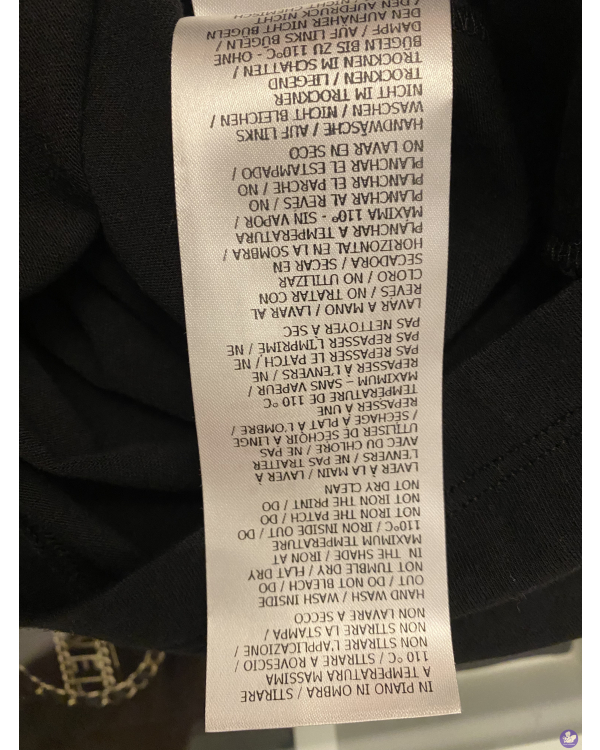 IN PIANO IN OMBRA / STIRARE
A TEMPERATURA MASSIMA
110 °C / STIRARE A ROVESCIO /
NON STIRARE L'APPLICAZIONE /
NON STIRARE LA STAMPA /
NON LAVARE A SECCO
HAND WASH / WASH INSIDE
OUT / DO NOT BLEACH / DO
NOT TUMBLE DRY / FLAT DRY
IN THE SHADE / IRON AT
MAXIMUM TEMPERATURE
110°C / IRON INSIDE OUT / DO
NOT IRON THE PATCH / DO
NOT IRON THE PRINT / DO
NOT DRY CLEAN
LAVER À LA MAIN / LAVER À
L'ENVERS / NE PAS TRAITER
AVEC DU CHLORE / NE PAS
UTILISER DE SÉCHOIR À LINGE
/ SÉCHAGE À PLAT À L'OMBRE /
REPASSER À UNE
TEMPÉRATURE DE 110 °C
MAXIMUM – SANS VAPEUR /
REPASSER À L'ENVERS / NE
PAS REPASSER LE PATCH / NE
PAS REPASSER L'IMPRIMÉ / NE
PAS NETTOYER À SEC
LAVAR A MANO / LAVAR AL
REVÉS / NO TRATAR CON
CLORO / NO UTILIZAR
SECADORA / SECAR EN
HORIZONTAL EN LA SOMBRA /
PLANCHAR A TEMPERATURA
MÁXIMA 110º - SIN VAPOR /
PLANCHAR AL REVÉS / NO
PLANCHAR EL PARCHE / NO
PLANCHAR EL ESTAMPADO /
NO LAVAR EN SECO
HANDWÄSCHE / AUF LINKS
WASCHEN / NICHT BLEICHEN /
NICHT IM TROCKNER
TROCKNEN / LIEGEND
TROCKNEN IM SCHATTEN /
BÜGELN BIS ZU 110°C - OHNE
DAMPF / AUF LINKS BÜGELN /
DEN AUFNÄHER NICHT BÜGELN
/ DEN AUFDRUCK NICHT